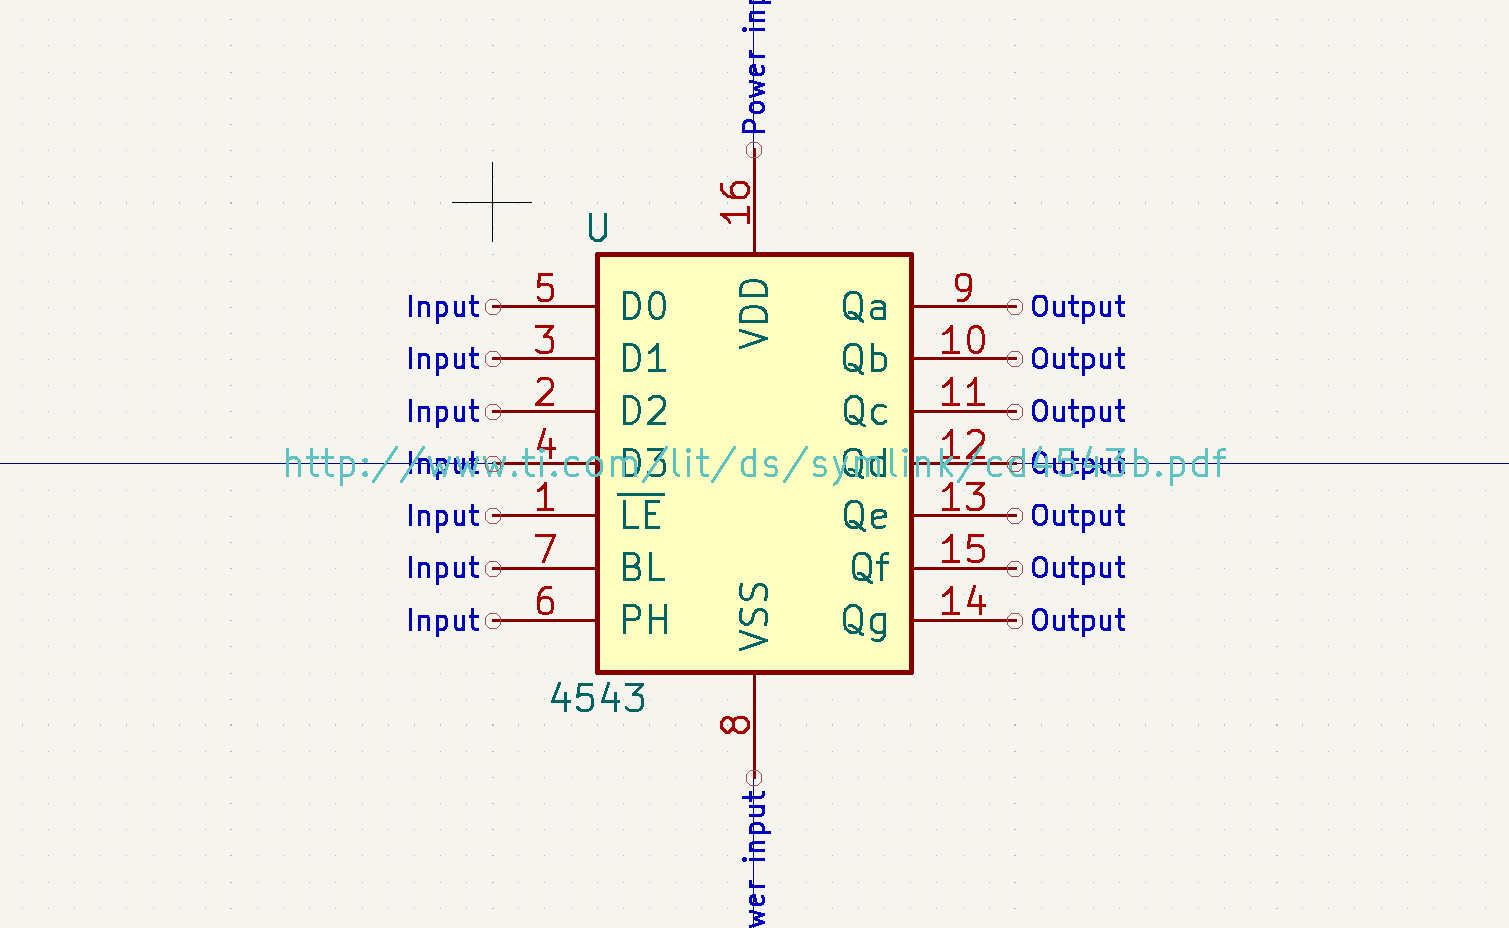 Power inp
16
U
5 9
Input D0 VDD Qa Output
3 10
Input D1 Qb Output
2 11
Input D2 Qc Output
4 12
Input D3 Qd Output
http://www.ti.com/lit/ds/symlink/cd4543b.pdf
1 13
Input LE Qe Output
7 15
Input BL Qf Output
6 14
Input PH VSS Qg Output
4543
8
wer input